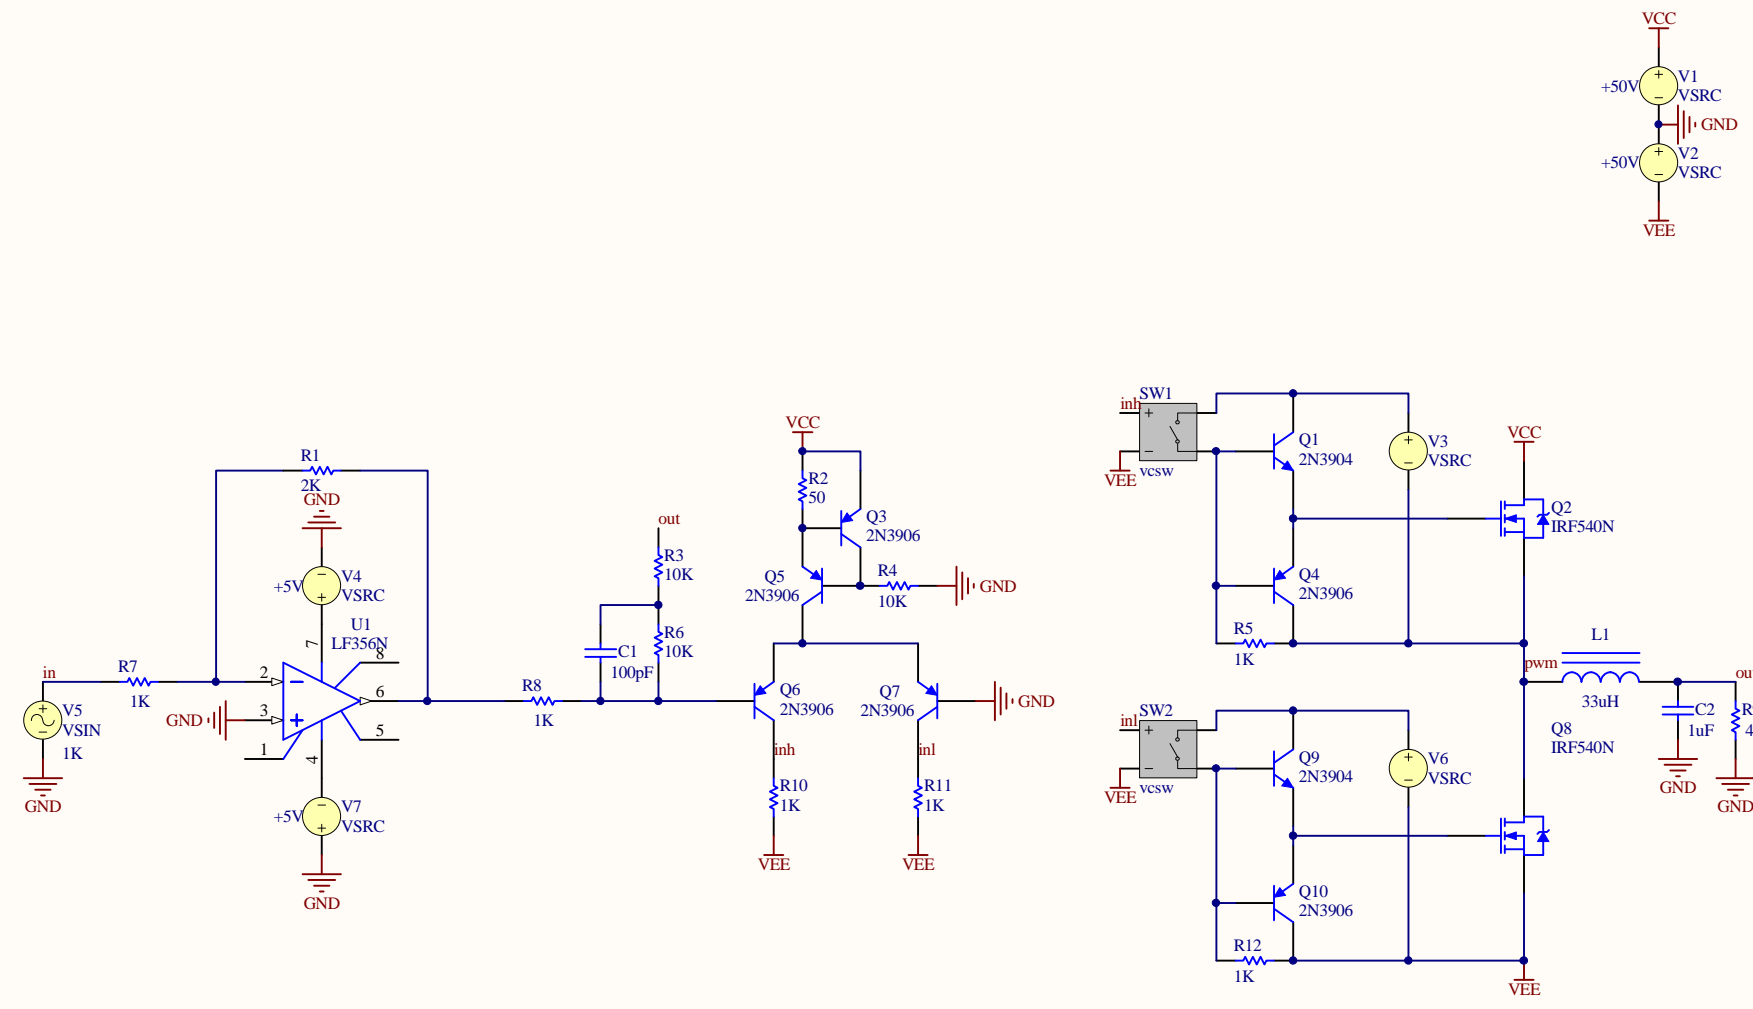 VCC
+50V
V1
VSRC
GND
+50V
V2
VSRC
VEE
in
V5
VSIN
1K
GND
R7
1K
R1
2K
GND
+5V
V4
VSRC
U1
LF356N
7
8
2
3
6
5
1
4
GND
+5V
V7
VSRC
GND
R8
1K
out
R3
10K
R6
10K
C1
100pF
VCC
R2
50
Q3
2N3906
Q5
2N3906
R4
10K
GND
Q6
2N3906
Q7
2N3906
GND
inh
inl
R10
1K
R11
1K
VEE
VEE
SW1
inh
+
−
vcsw
VEE
Q1
2N3904
V3
VSRC
Q4
2N3906
R5
1K
VCC
Q2
IRF540N
SW2
inl
+
−
vcsw
VEE
Q9
2N3904
V6
VSRC
Q10
2N3906
R12
1K
pwm
L1
33uH
Q8
IRF540N
VEE
C2
1uF
GND
GND